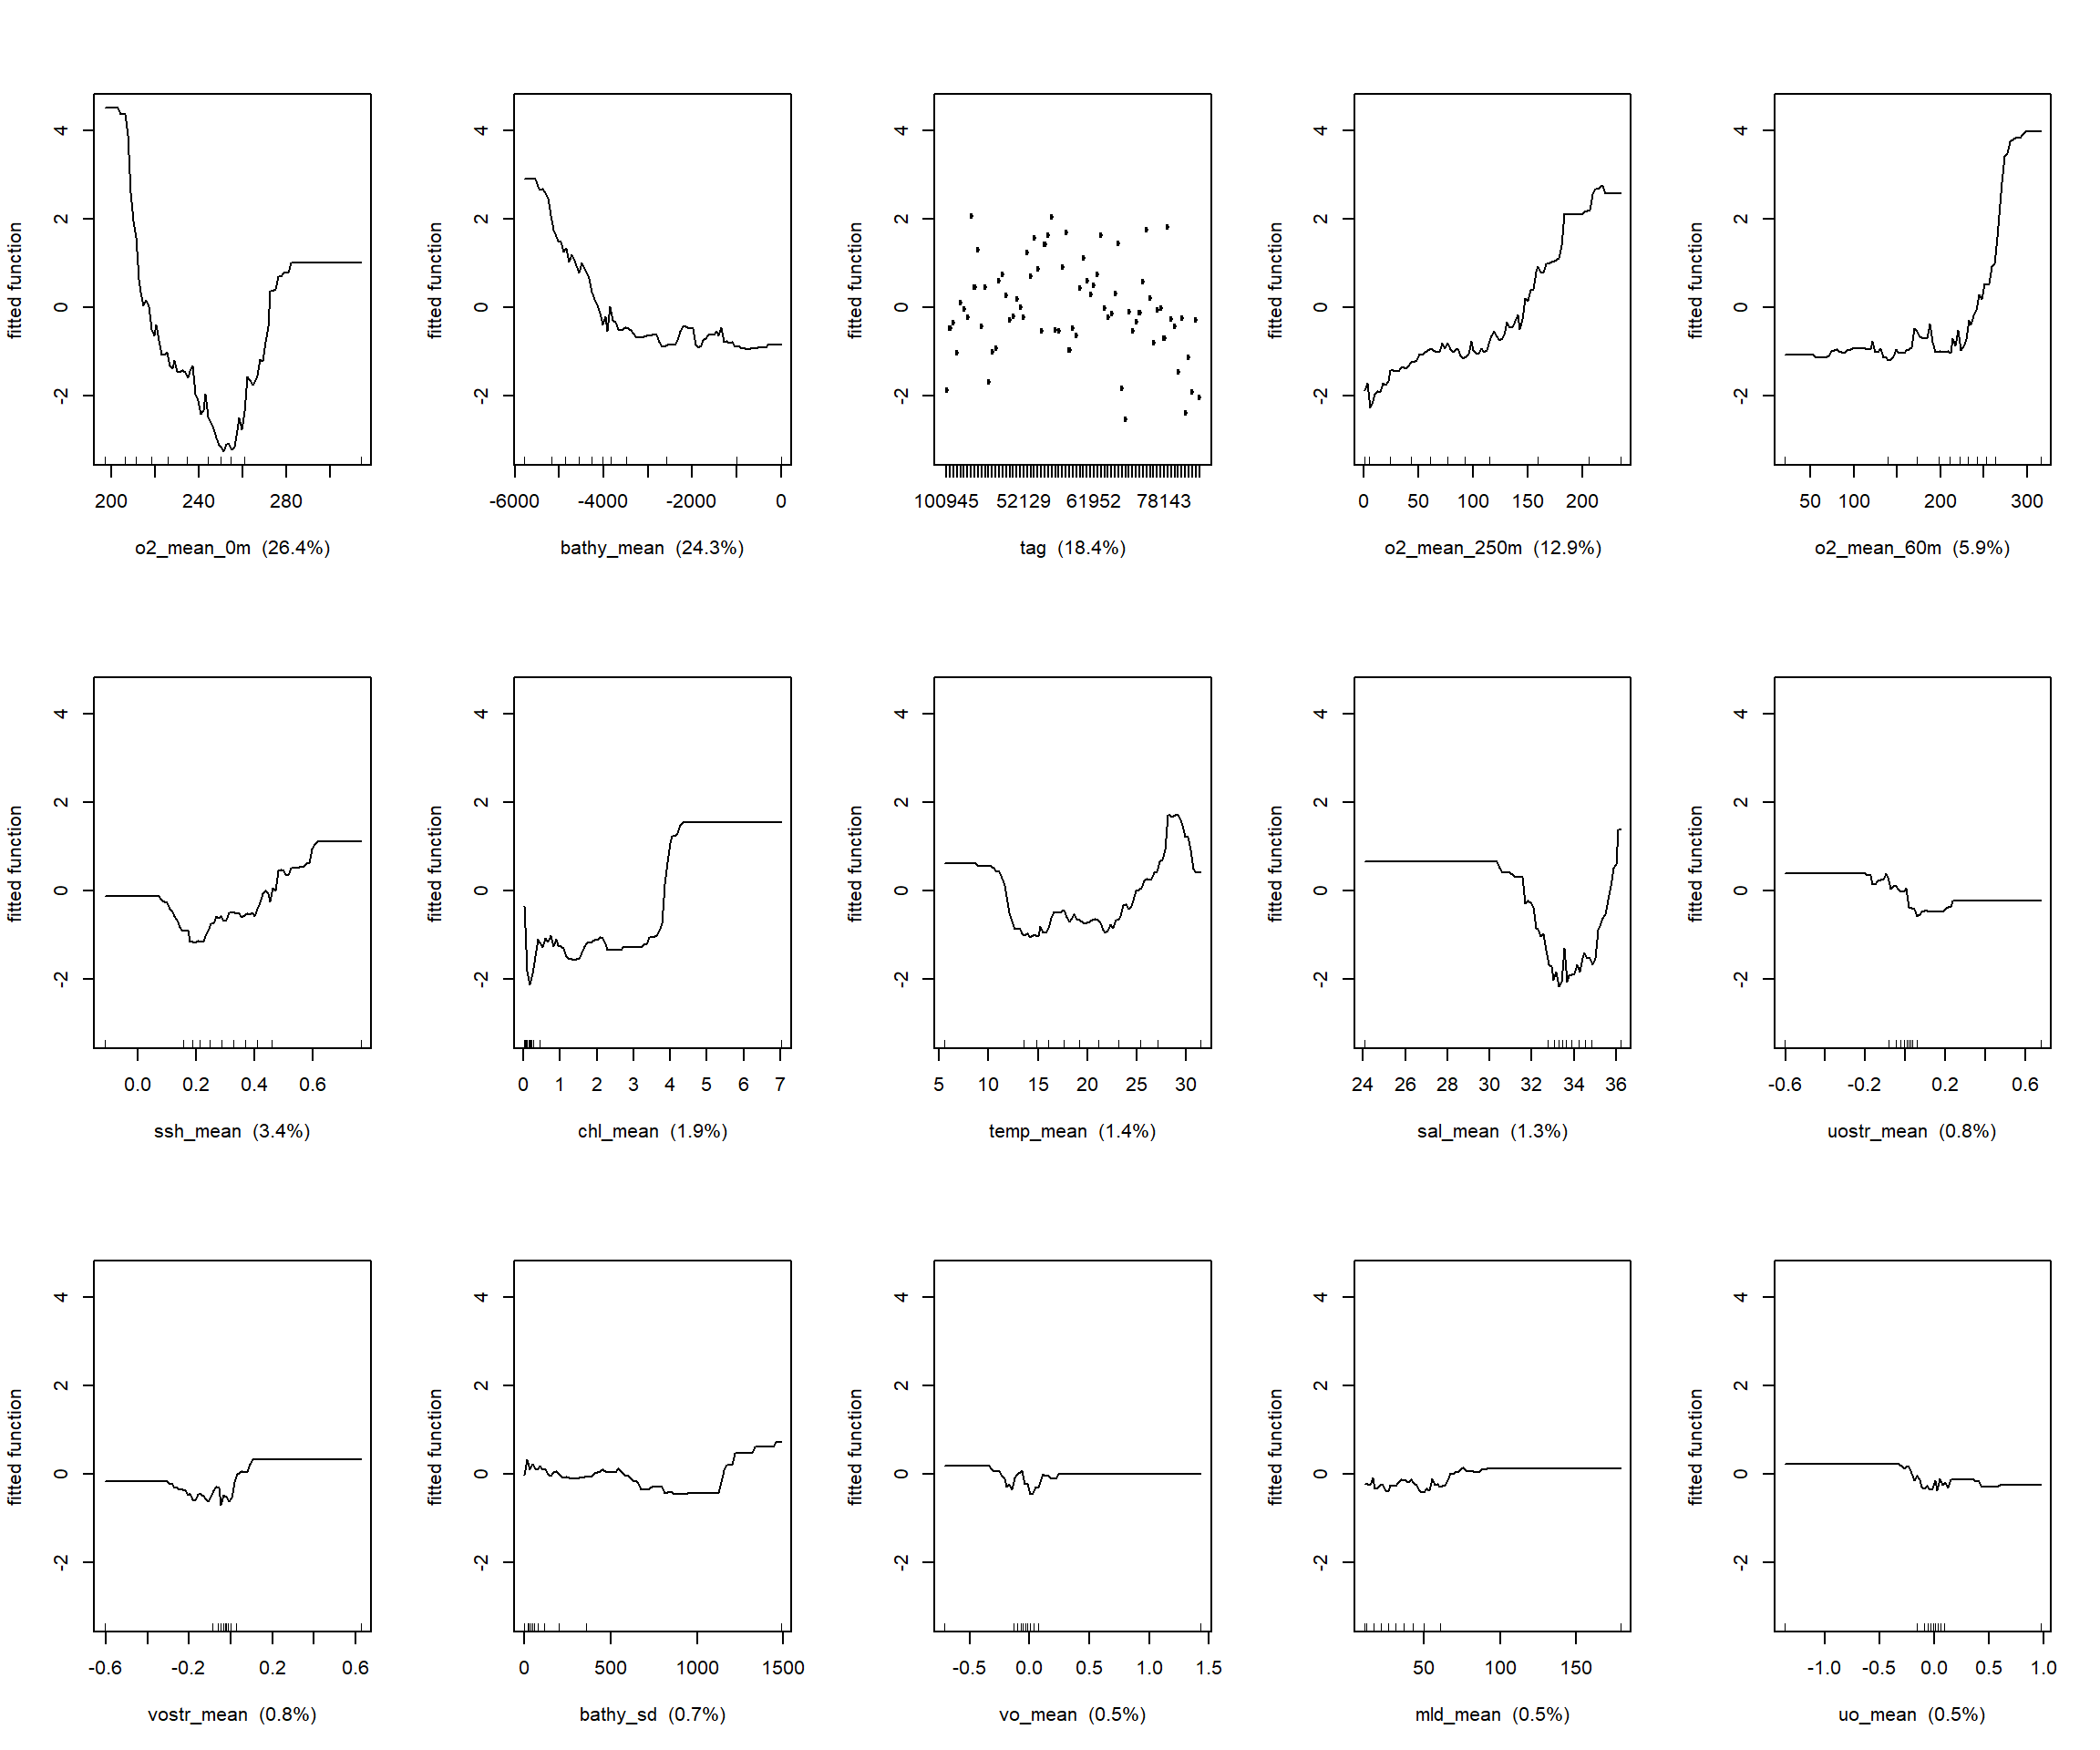 fitted function
4
2
0
-2
200 240 280
o2_mean_0m (26.4%)
fitted function
4
2
0
-2
-6000 -4000 -2000 0
bathy_mean (24.3%)
fitted function
4
2
0
-2
100945 52129 61952 78143
tag (18.4%)
fitted function
4
2
0
-2
0 50 100 150 200
o2_mean_250m (12.9%)
fitted function
4
2
0
-2
50 100 200 300
o2_mean_60m (5.9%)
fitted function
4
2
0
-2
0.0 0.2 0.4 0.6
ssh_mean (3.4%)
fitted function
4
2
0
-2
0 1 2 3 4 5 6 7
chl_mean (1.9%)
fitted function
4
2
0
-2
5 10 15 20 25 30
temp_mean (1.4%)
fitted function
4
2
0
-2
24 26 28 30 32 34 36
sal_mean (1.3%)
fitted function
4
2
0
-2
-0.6 -0.2 0.2 0.6
uostr_mean (0.8%)
fitted function
4
2
0
-2
-0.6 -0.2 0.2 0.6
vostr_mean (0.8%)
fitted function
4
2
0
-2
0 500 1000 1500
bathy_sd (0.7%)
fitted function
4
2
0
-2
-0.5 0.0 0.5 1.0 1.5
vo_mean (0.5%)
fitted function
4
2
0
-2
50 100 150
mld_mean (0.5%)
fitted function
4
2
0
-2
-1.0 -0.5 0.0 0.5 1.0
uo_mean (0.5%)